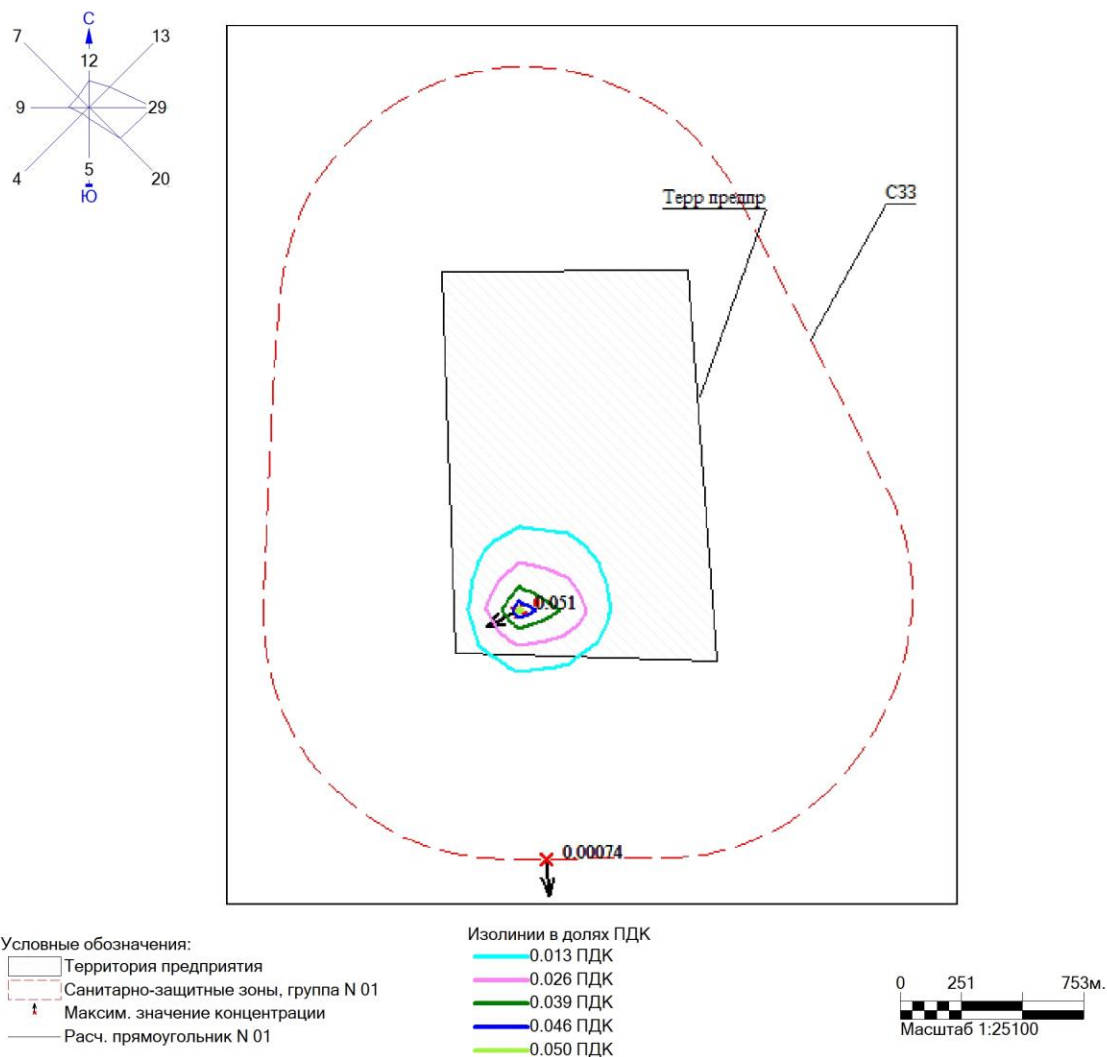 С
7
13
12
9
29
4
5
20
Ю
Терр предпр
СЗЗ
0.051
0.00074
Условные обозначения:
Территория предприятия
Санитарно-защитные зоны, группа N 01
Максим. значение концентрации
Расч. прямоугольник N 01
Изолинии в долях ПДК
0.013 ПДК
0.026 ПДК
0.039 ПДК
0.046 ПДК
0.050 ПДК
0 251 753м.
Масштаб 1:25100